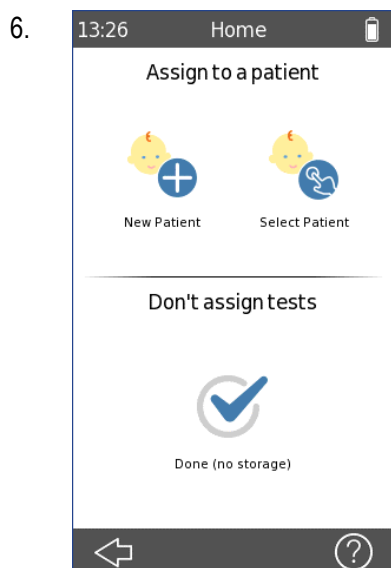 6.
13:26 Home
Assign to a patient
New Patient Select Patient
Don't assign tests
Done (no storage)
?